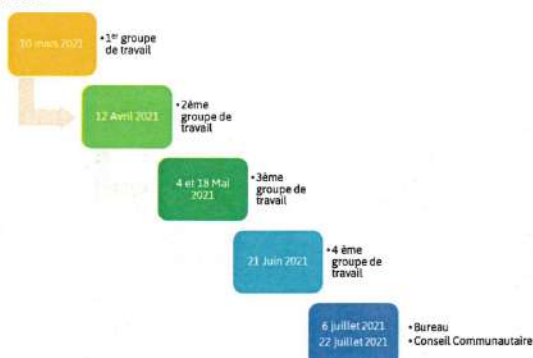 10 mars 2021
•1er groupe
de travail
12 Avril 2021
•2ème
groupe de
travail
4 et 18 Mai
2021
•3ème
groupe de
travail
21 Juin 2021
•4 ème
groupe de
travail
6 juillet 2021
22 juillet 2021
•Bureau
•Conseil Communautaire